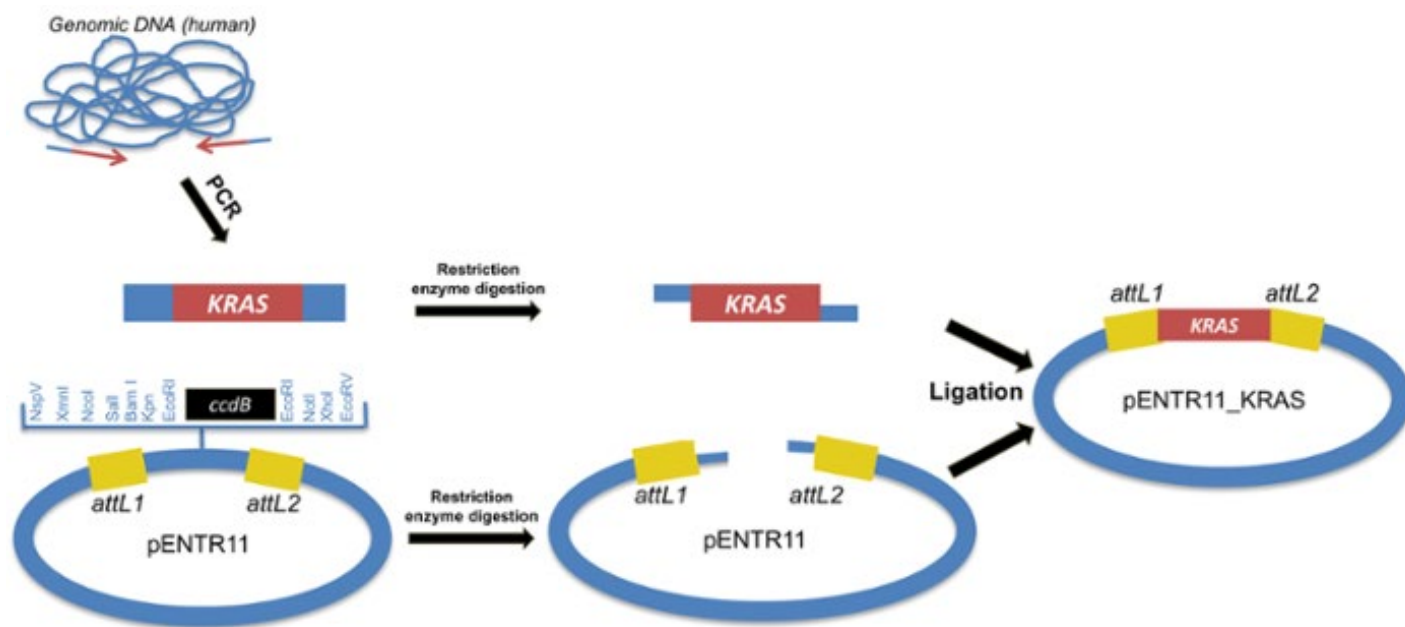 Genomic DNA (human)
PCR
KRAS
Restriction
enzyme digestion
KRAS
attL1
attL2
KRAS
pENTR11_KRAS
Ligation
NspV
XmnI
NcoI
SalI
Bam I
Kpn
EcoRI
ccdB
EcoRI
NotI
XhoI
EcoRV
attL1
attL2
pENTR11
Restriction
enzyme digestion
attL1
attL2
pENTR11